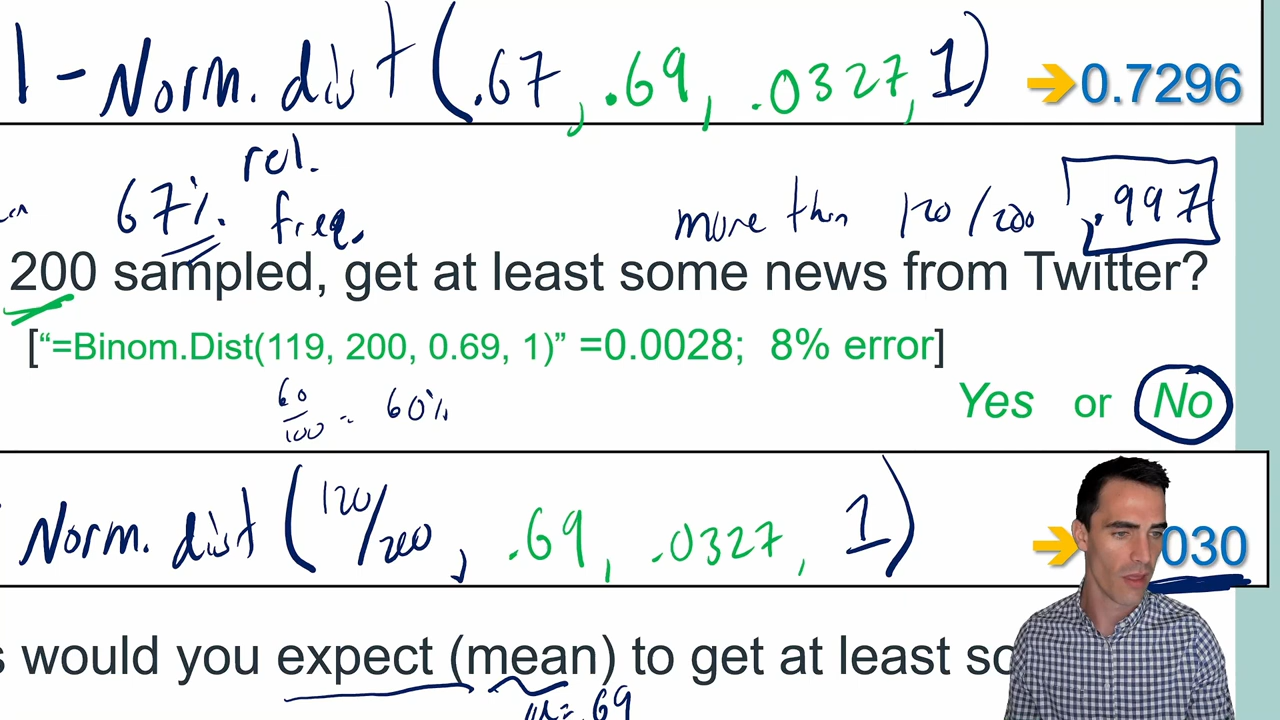 1 - Norm.dist (.67, .69, .0327, 1) 0.7296
rel.
67%. freq. more than 120/200 .997
200 sampled, get at least some news from Twitter?
["=Binom.Dist(119, 200, 0.69, 1)" =0.0028; 8% error]
60/100 = 60%
Yes or No
Norm.dist (120/200, .69, .0327, 1) 030
would you expect (mean) to get at least so
μ=.69